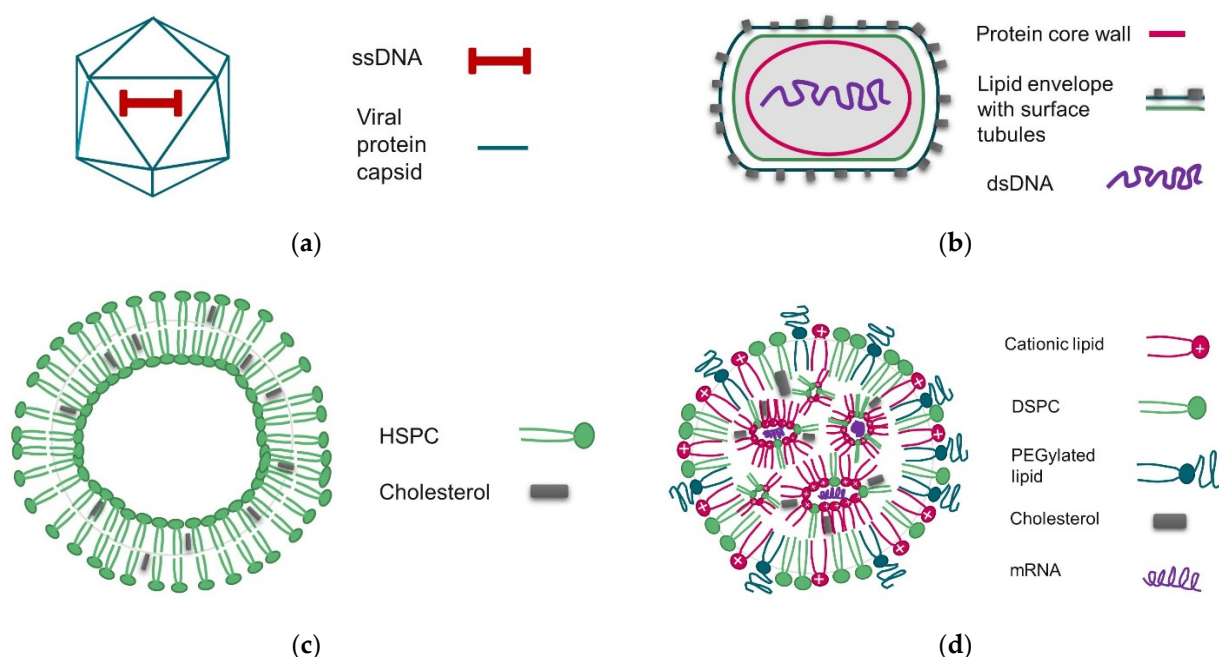 ssDNA
Viral
protein
capsid
(a)
Protein core wall
Lipid envelope
with surface
tubules
dsDNA
(b)
HSPC
Cholesterol
(c)
Cationic lipid
DSPC
PEGylated
lipid
Cholesterol
mRNA
(d)